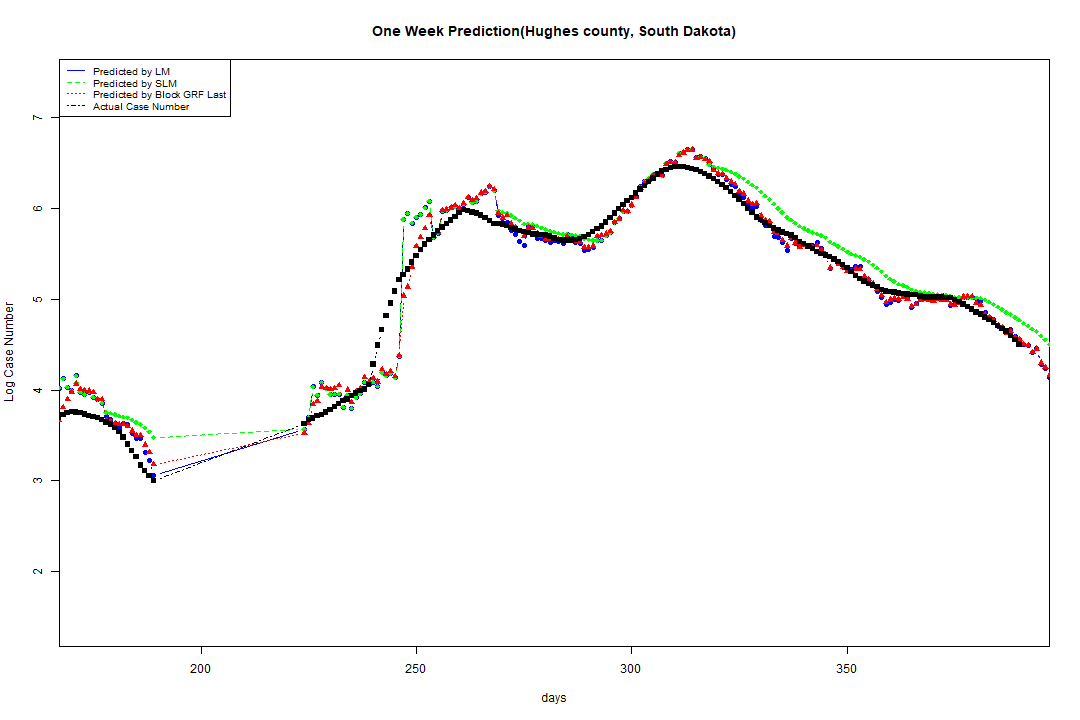 One Week Prediction(Hughes county, South Dakota)
Predicted by LM
Predicted by SLM
Predicted by Block GRF Last
Actual Case Number
Log Case Number
7
6
5
4
3
2
200
250
300
350
days